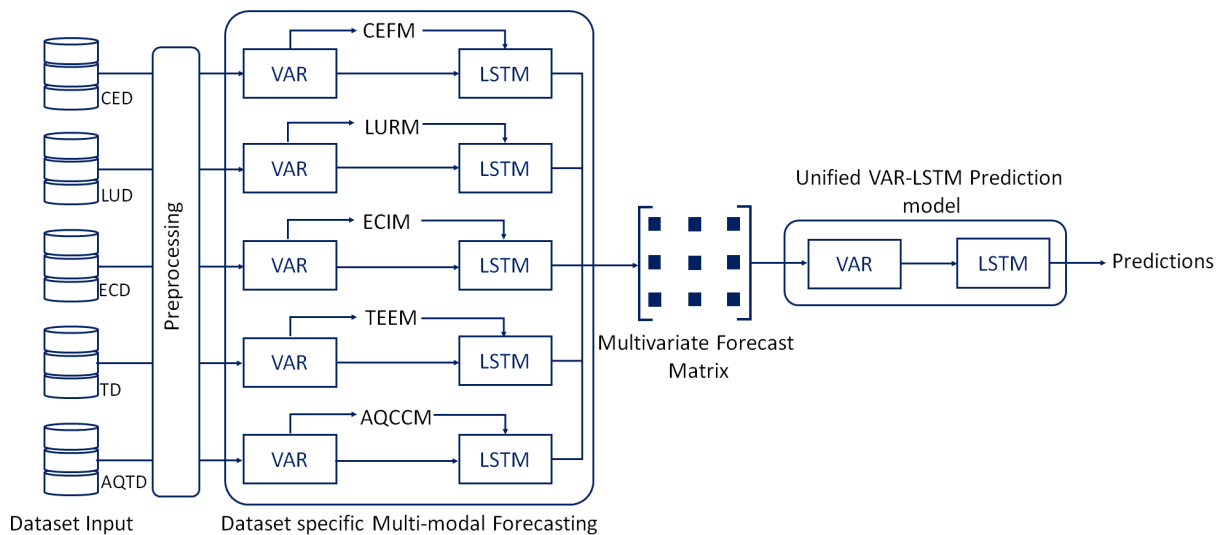 CEFM
VAR
LSTM
CED
LURM
VAR
LSTM
LUD
Preprocessing
ECIM
VAR
LSTM
ECD
TEEM
VAR
LSTM
TD
AQCCM
VAR
LSTM
AQTD
Dataset Input
Dataset specific Multi-modal Forecasting
Multivariate Forecast
Matrix
Unified VAR-LSTM Prediction
model
VAR
LSTM
Predictions